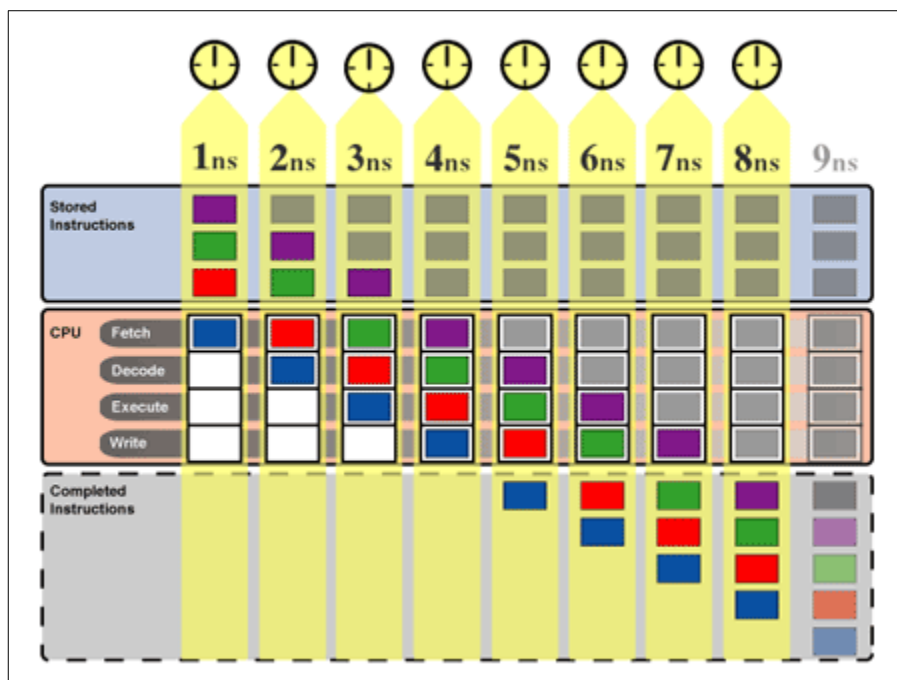 1ns 2ns 3ns 4ns 5ns 6ns 7ns 8ns 9ns
Stored
Instructions
CPU
Fetch
Decode
Execute
Write
Completed
Instructions